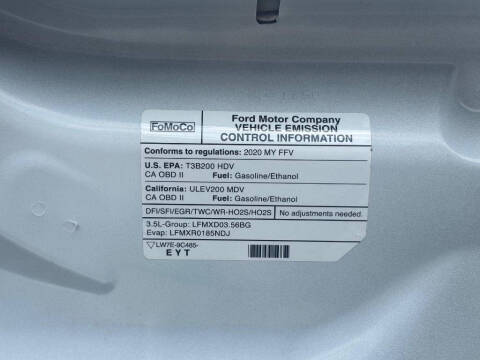 FoMoCo
Ford Motor Company
VEHICLE EMISSION
CONTROL INFORMATION
Conforms to regulations: 2020 MY FFV
U.S. EPA: T3B200 HDV
CA OBD II Fuel: Gasoline/Ethanol
California: ULEV200 MDV
CA OBD II Fuel: Gasoline/Ethanol
DFI/SFI/EGR/TWC/WR-HO2S/HO2S No adjustments needed.
3.5L-Group: LFMXD03.56BG
Evap: LFMXR0185NDJ
LW7E-9C485-
EYT